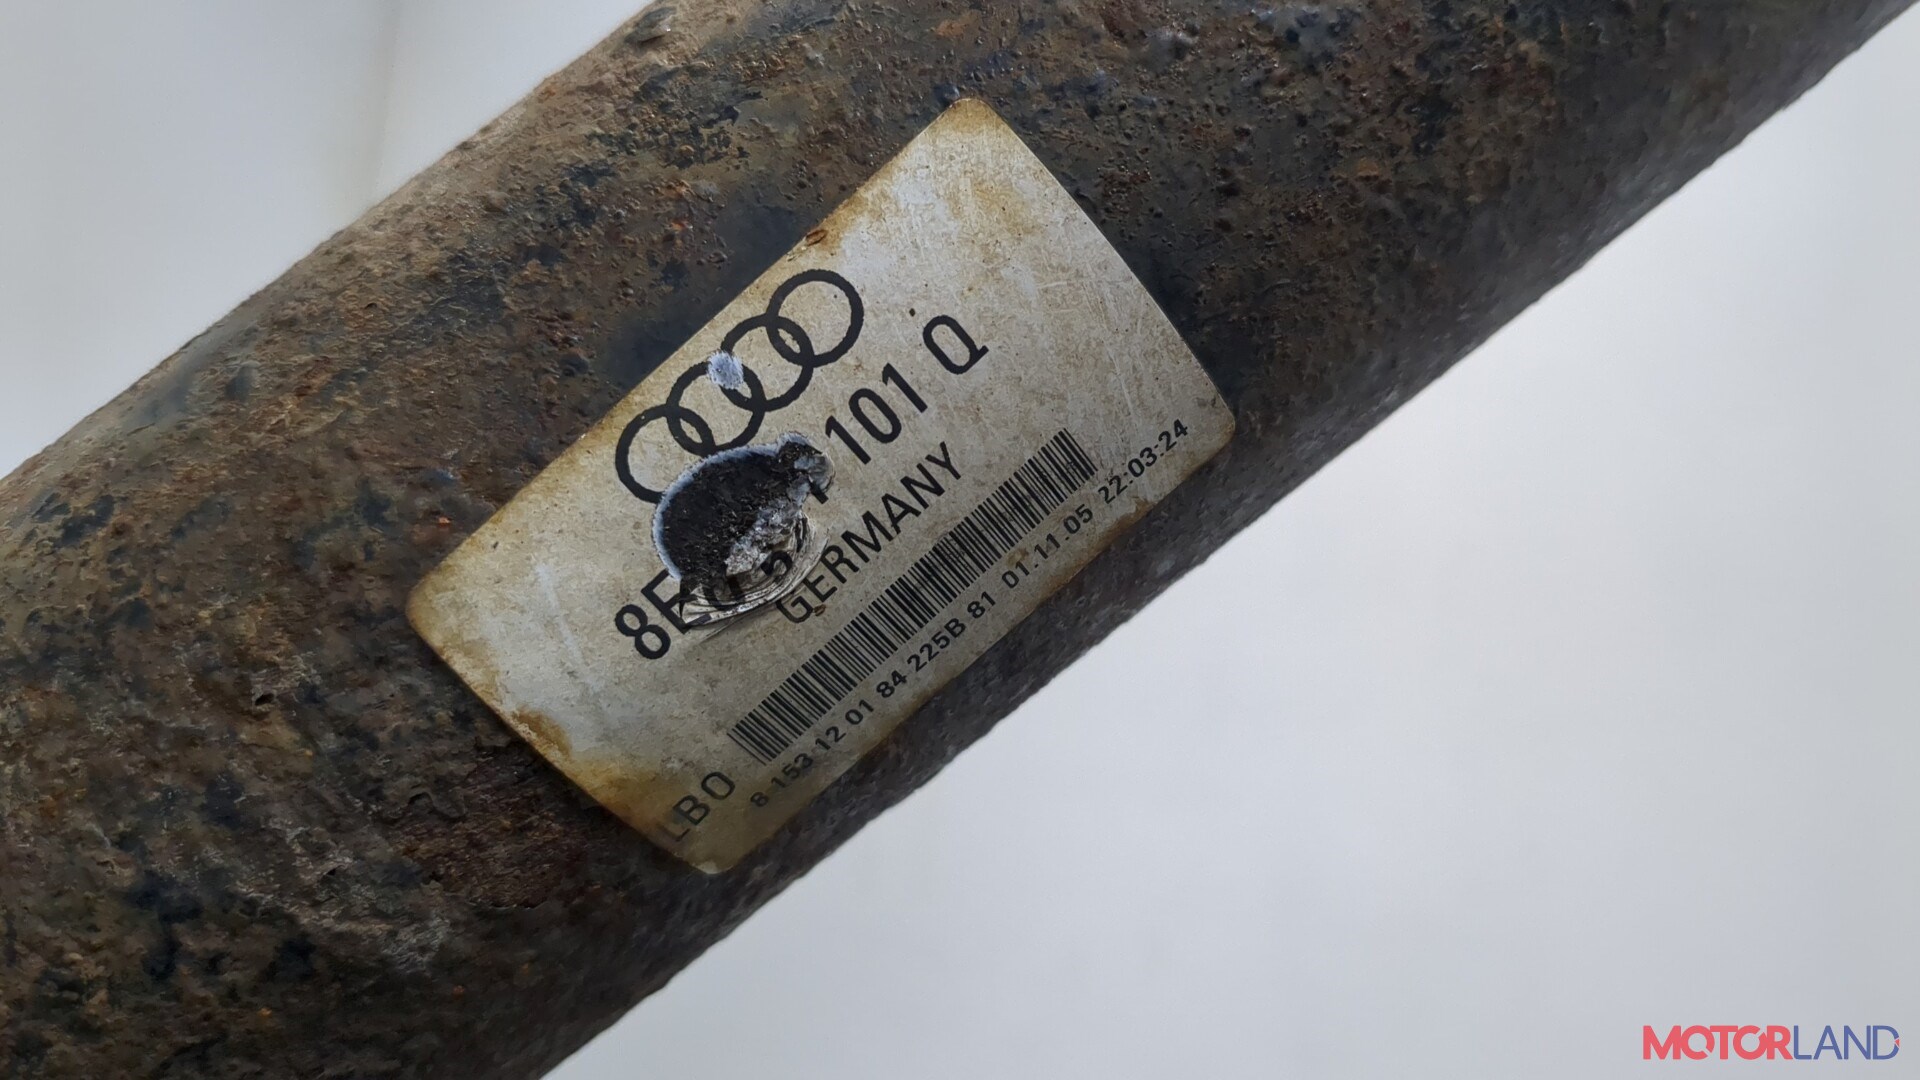 101 Q
GERMANY
LBO
8 153 12 01 84 225B 81 01.11.05 22:03:24
MOTORLAND